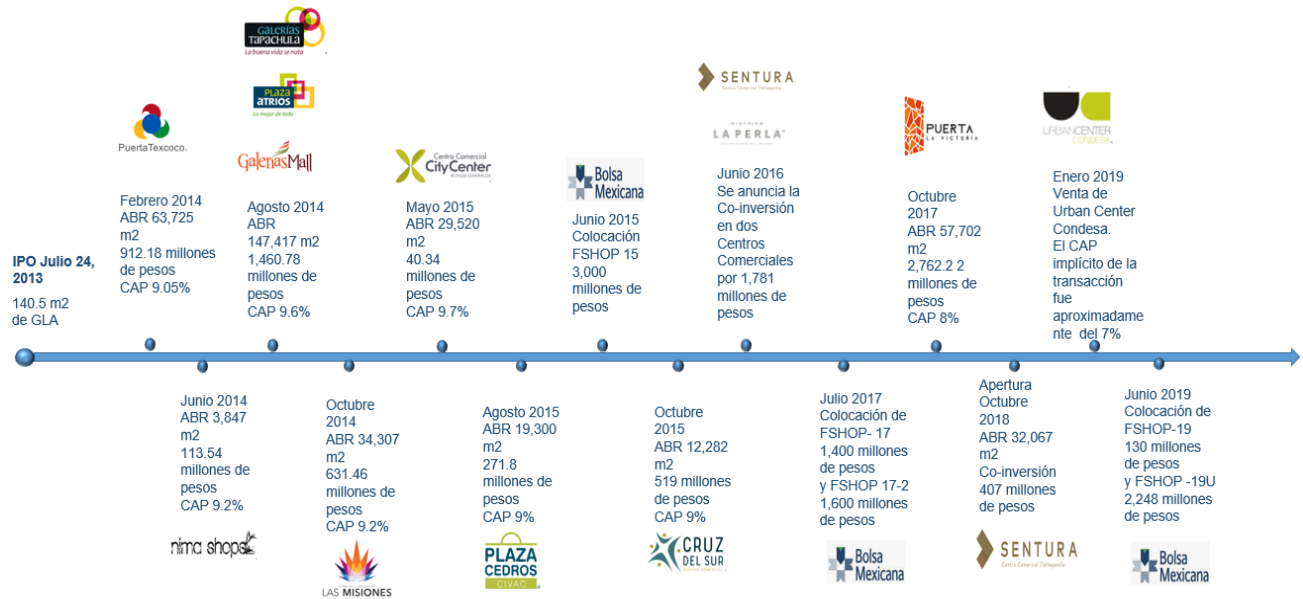 IPO Julio 24,
2013
140.5 m2
de GLA
PuertaTexcoco
Febrero 2014
ABR 63,725
m2
912.18 millones
de pesos
CAP 9.05%
Junio 2014
ABR 3,847
m2
113.54
millones de
pesos
CAP 9.2%
nima shops
GALERÍAS
TAPACHULA
La buena vida se nota
PLAZA
ATRIOS
Lo mejor de todo
GaleríasMall
Agosto 2014
ABR
147,417 m2
1,460.78
millones de
pesos
CAP 9.6%
Octubre
2014
ABR 34,307
m2
631.46
millones de
pesos
CAP 9.2%
LAS MISIONES
Centro Comercial
CityCenter
BOSQUE ESMERALDA
Mayo 2015
ABR 29,520
m2
40.34
millones de
pesos
CAP 9.7%
Agosto 2015
ABR 19,300
m2
271.8
millones de
pesos
CAP 9%
PLAZA
CEDROS
CIVAC
Bolsa
Mexicana
Junio 2015
Colocación
FSHOP 15
3,000
millones de
pesos
Octubre
2015
ABR 12,282
m2
519 millones
de pesos
CAP 9%
CRUZ
DEL SUR
CENTRO COMERCIAL
SENTURA
Centro Comercial Tlalnepantla
DISTRITO
LA PERLA
Junio 2016
Se anuncia la
Co-inversión
en dos
Centros
Comerciales
por 1,781
millones de
pesos
Julio 2017
Colocación de
FSHOP- 17
1,400 millones
de pesos
y FSHOP 17-2
1,600 millones
de pesos
Bolsa
Mexicana
PUERTA
LA VICTORIA
Octubre
2017
ABR 57,702
m2
2,762.2 2
millones de
pesos
CAP 8%
Apertura
Octubre
2018
ABR 32,067
m2
Co-inversión
407 millones
de pesos
SENTURA
Centro Comercial Tlalnepantla
URBANCENTER
CONDESA
Enero 2019
Venta de
Urban Center
Condesa.
El CAP
implícito de la
transacción
fue
aproximadame
nte del 7%
Junio 2019
Colocación de
FSHOP-19
130 millones
de pesos
y FSHOP -19U
2,248 millones
de pesos
Bolsa
Mexicana